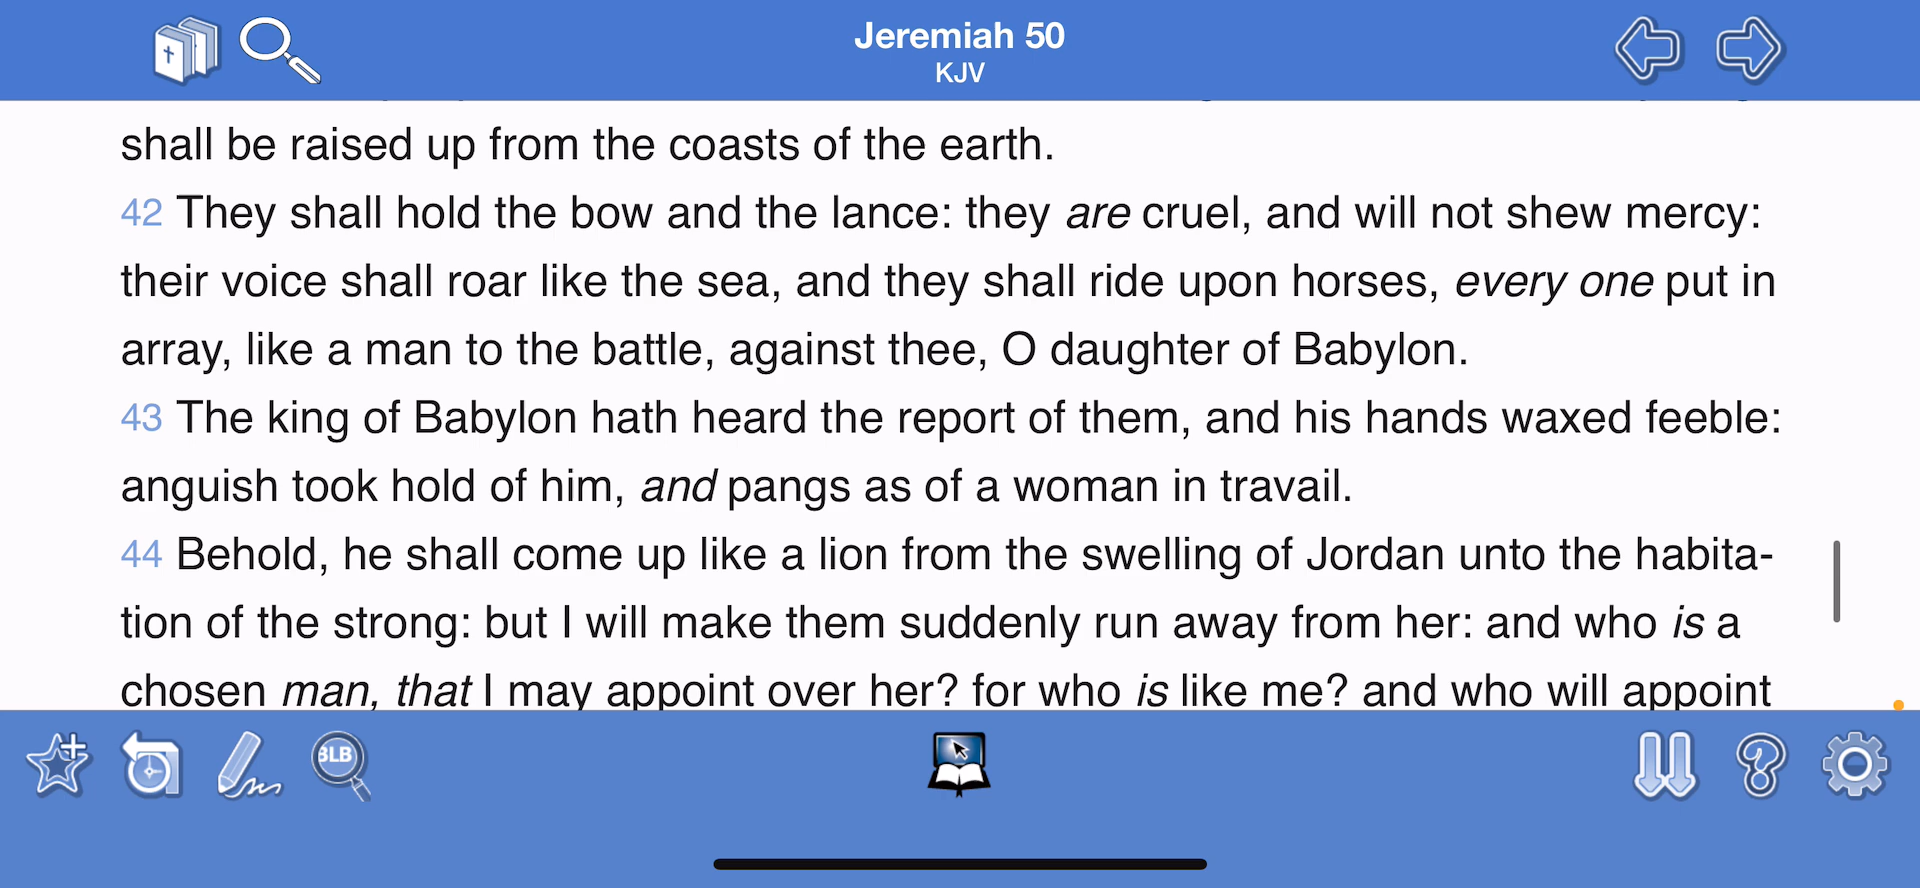 Jeremiah 50
KJV
shall be raised up from the coasts of the earth.
42 They shall hold the bow and the lance: they are cruel, and will not shew mercy:
their voice shall roar like the sea, and they shall ride upon horses, every one put in
array, like a man to the battle, against thee, O daughter of Babylon.
43 The king of Babylon hath heard the report of them, and his hands waxed feeble:
anguish took hold of him, and pangs as of a woman in travail.
44 Behold, he shall come up like a lion from the swelling of Jordan unto the habita-
tion of the strong: but I will make them suddenly run away from her: and who is a
chosen man, that I may appoint over her? for who is like me? and who will appoint
BLB